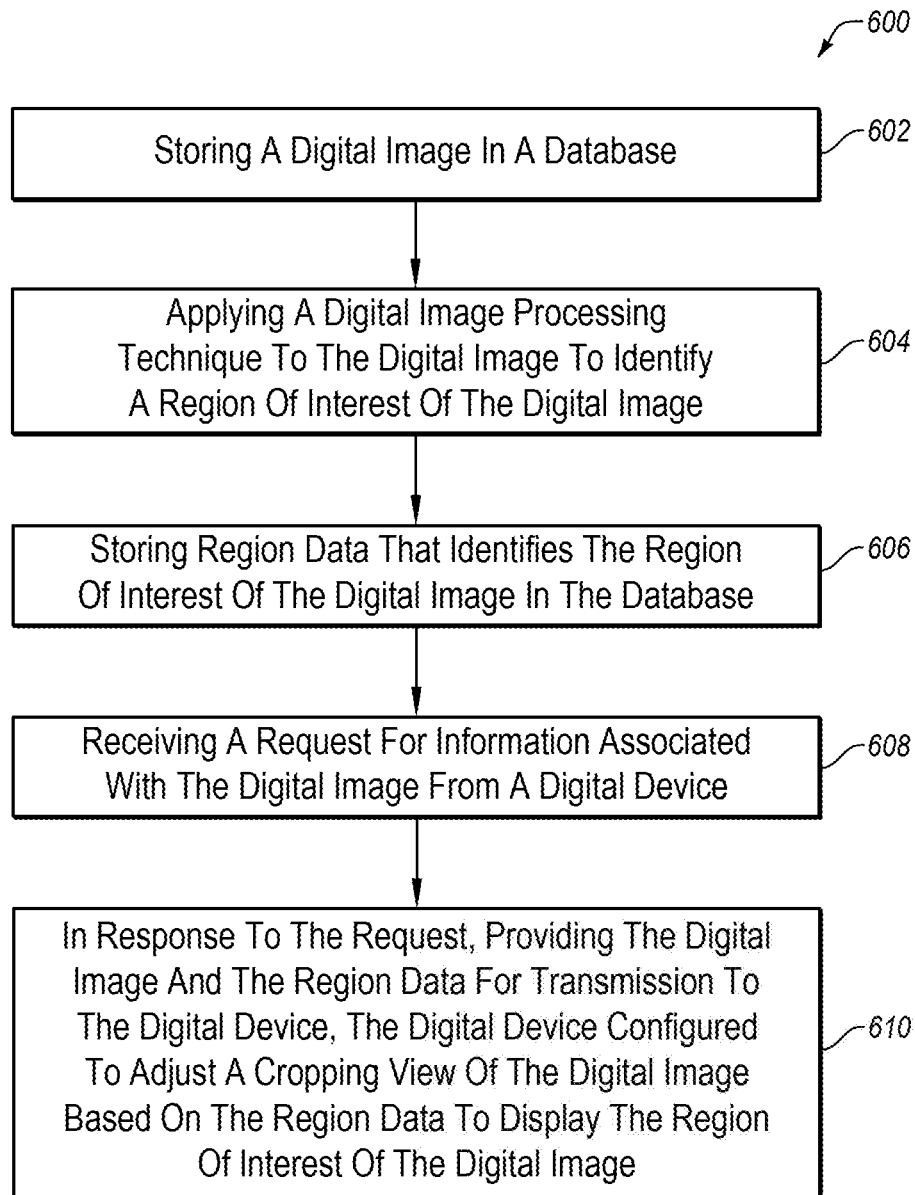 600
Storing A Digital Image In A Database
602
Applying A Digital Image Processing
Technique To The Digital Image To Identify
A Region Of Interest Of The Digital Image
604
Storing Region Data That Identifies The Region
Of Interest Of The Digital Image In The Database
606
Receiving A Request For Information Associated
With The Digital Image From A Digital Device
608
In Response To The Request, Providing The Digital
Image And The Region Data For Transmission To
The Digital Device, The Digital Device Configured
To Adjust A Cropping View Of The Digital Image
Based On The Region Data To Display The Region
Of Interest Of The Digital Image
610